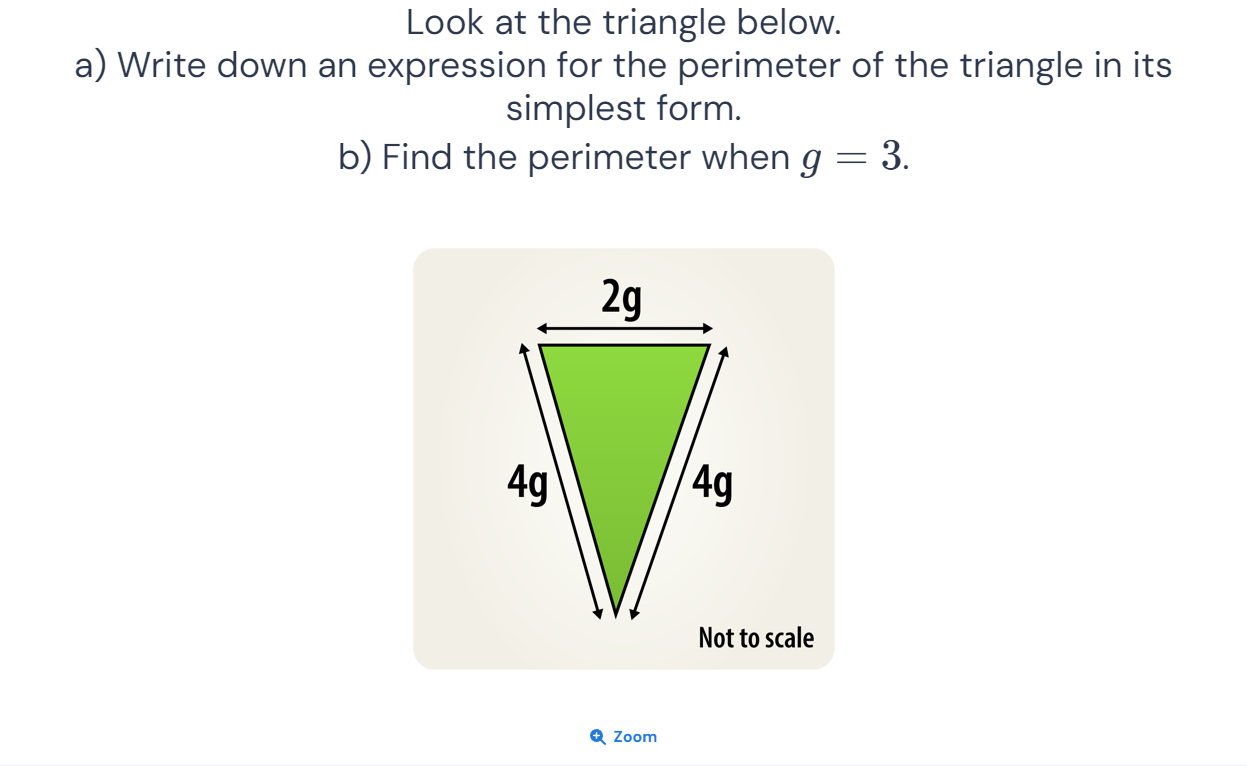 Look at the triangle below.
a) Write down an expression for the perimeter of the triangle in its
simplest form.
b) Find the perimeter when g = 3.
2g
4g
4g
Not to scale
Zoom